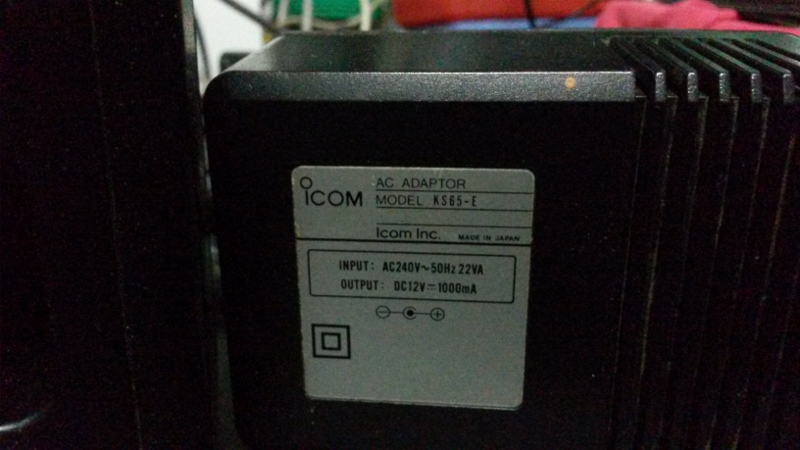 ICOM
AC ADAPTOR
MODEL KS65-E
Icom Inc. MADE IN JAPAN
INPUT: AC240V~50Hz 22VA
OUTPUT: DC12V⎓1000mA